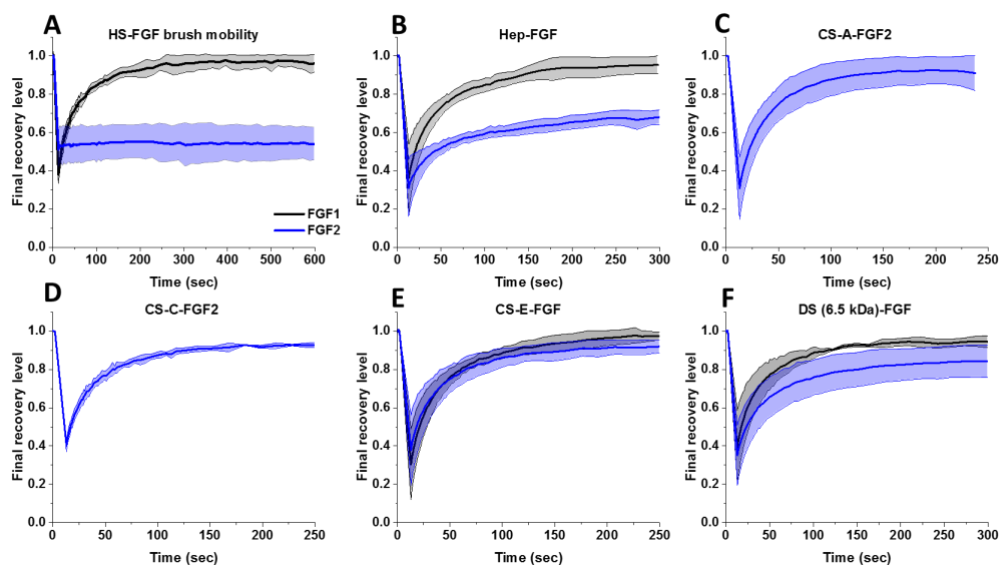 A
HS-FGF brush mobility
Final recovery level
1.0
0.8
0.6
0.4
0.2
0.0
0 100 200 300 400 500 600
Time (sec)
FGF1
FGF2
B
Hep-FGF
Final recovery level
1.0
0.8
0.6
0.4
0.2
0.0
0 50 100 150 200 250 300
Time (sec)
C
CS-A-FGF2
Final recovery level
1.0
0.8
0.6
0.4
0.2
0.0
0 50 100 150 200 250
Time (sec)
D
CS-C-FGF2
Final recovery level
1.0
0.8
0.6
0.4
0.2
0.0
0 50 100 150 200 250
Time (sec)
E
CS-E-FGF
Final recovery level
1.0
0.8
0.6
0.4
0.2
0.0
0 50 100 150 200 250
Time (sec)
F
DS (6.5 kDa)-FGF
Final recovery level
1.0
0.8
0.6
0.4
0.2
0.0
0 50 100 150 200 250 300
Time (sec)